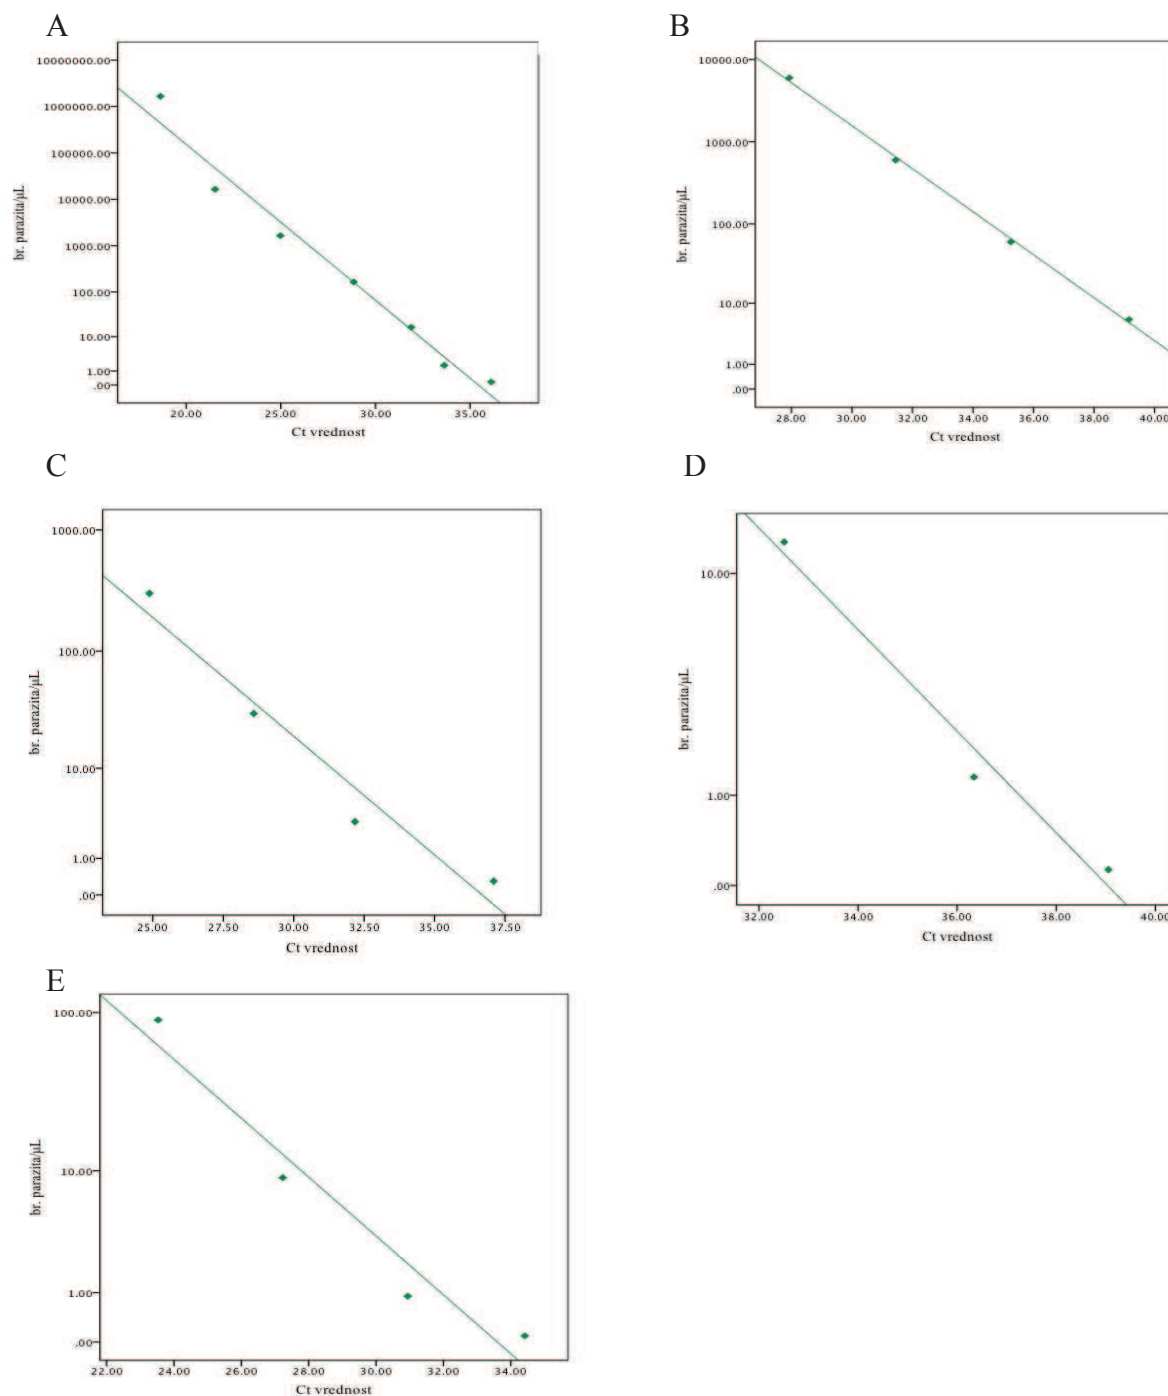 A
10000000.00
1000000.00
100000.00
10000.00
1000.00
100.00
10.00
1.00
.00
br. parazita/μL
20.00 25.00 30.00 35.00
Ct vrednost
B
10000.00
1000.00
100.00
10.00
1.00
.00
br. parazita/μL
28.00 30.00 32.00 34.00 36.00 38.00 40.00
Ct vrednost
C
1000.00
100.00
10.00
1.00
.00
br. parazita/μL
25.00 27.50 30.00 32.50 35.00 37.50
Ct vrednost
D
10.00
1.00
.00
br. parazita/μL
32.00 34.00 36.00 38.00 40.00
Ct vrednost
E
100.00
10.00
1.00
.00
br. parazita/μL
22.00 24.00 26.00 28.00 30.00 32.00 34.00
Ct vrednost